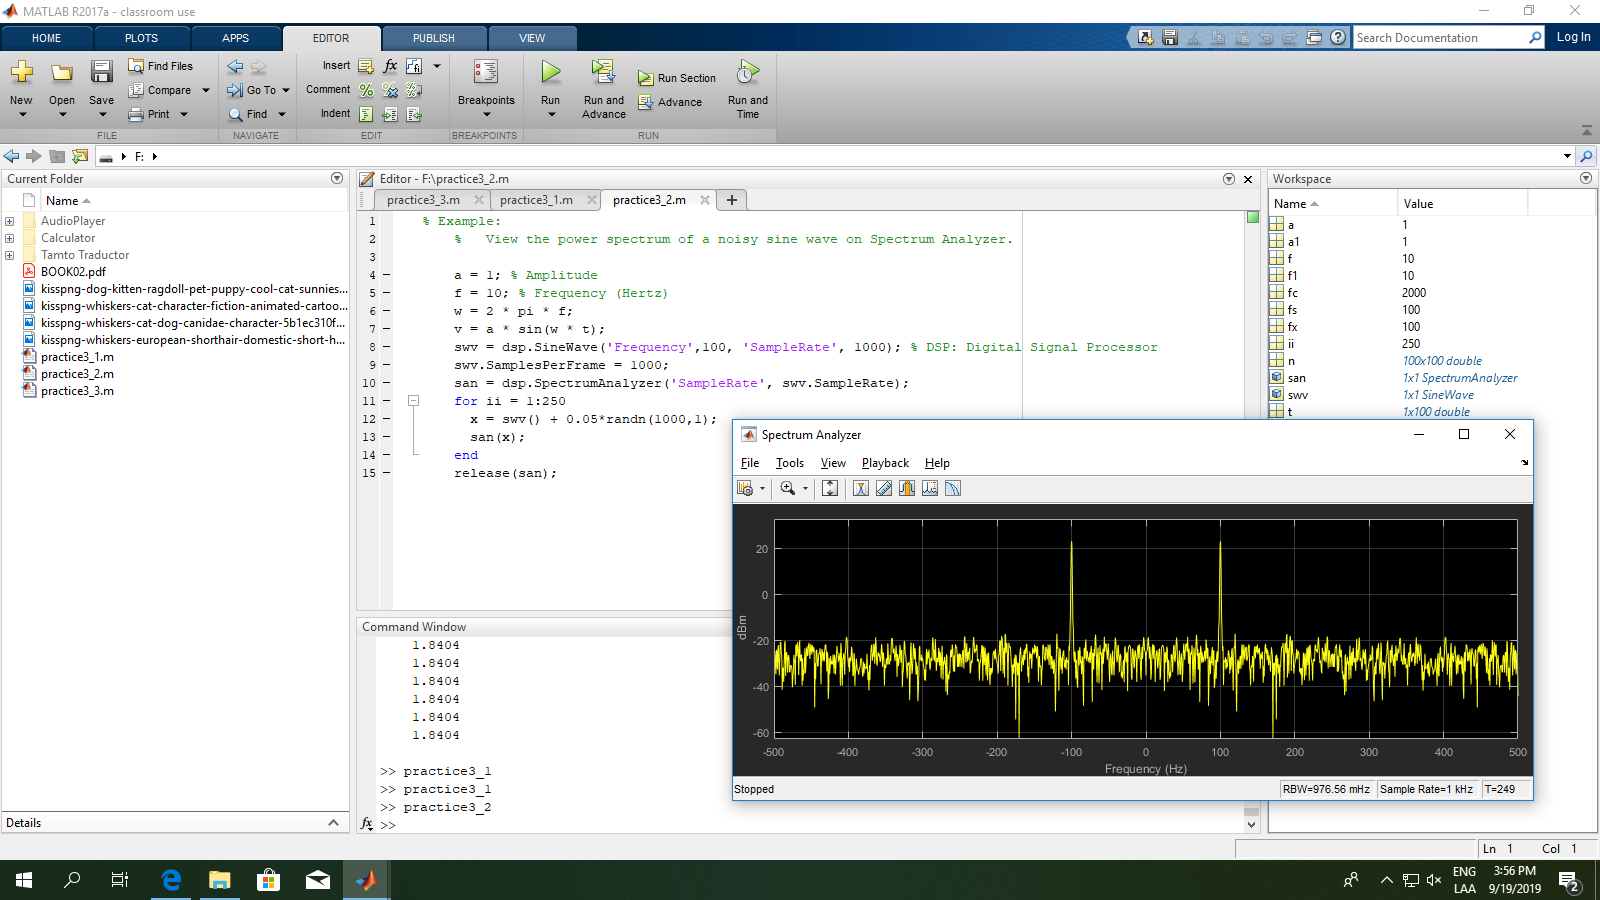 MATLAB R2017a - classroom use
HOME PLOTS APPS EDITOR PUBLISH VIEW
Search Documentation
Log In
New
Open
Save
Find Files
Compare
Print
FILE
Go To
Find
NAVIGATE
Insert fx
Comment
Indent
EDIT
Breakpoints
BREAKPOINTS
Run
Run and
Advance
Run Section
Advance
Run and
Time
RUN
F:
Current Folder
Name
AudioPlayer
Calculator
Tamto Traductor
BOOK02.pdf
kisspng-dog-kitten-ragdoll-pet-puppy-cool-cat-sunnies...
kisspng-whiskers-cat-character-fiction-animated-cartoo...
kisspng-whiskers-cat-dog-canidae-character-5b1ec310f...
kisspng-whiskers-european-shorthair-domestic-short-h...
practice3_1.m
practice3_2.m
practice3_3.m
Details
Editor - F:\practice3_2.m
practice3_3.m practice3_1.m practice3_2.m
1 % Example:
2 % View the power spectrum of a noisy sine wave on Spectrum Analyzer.
3
4 a = 1; % Amplitude
5 f = 10; % Frequency (Hertz)
6 w = 2 * pi * f;
7 v = a * sin(w * t);
8 swv = dsp.SineWave('Frequency',100, 'SampleRate', 1000); % DSP: Digital Signal Processor
9 swv.SamplesPerFrame = 1000;
10 san = dsp.SpectrumAnalyzer('SampleRate', swv.SampleRate);
11 for ii = 1:250
12 x = swv() + 0.05*randn(1000,1);
13 san(x);
14 end
15 release(san);
Command Window
1.8404
1.8404
1.8404
1.8404
1.8404
1.8404
>> practice3_1
>> practice3_1
>> practice3_2
fx >>
Workspace
Name Value
a 1
a1 1
f 10
f1 10
fc 2000
fs 100
fx 100
ii 250
n 100x100 double
san 1x1 SpectrumAnalyzer
swv 1x1 SineWave
t 1x100 double
Spectrum Analyzer
File Tools View Playback Help
20
0
-20
-40
-60
dBm
-500 -400 -300 -200 -100 0 100 200 300 400 500
Frequency (Hz)
Stopped
RBW=976.56 mHz Sample Rate=1 kHz T=249
Ln 1 Col 1
ENG
LAA
3:56 PM
9/19/2019
2